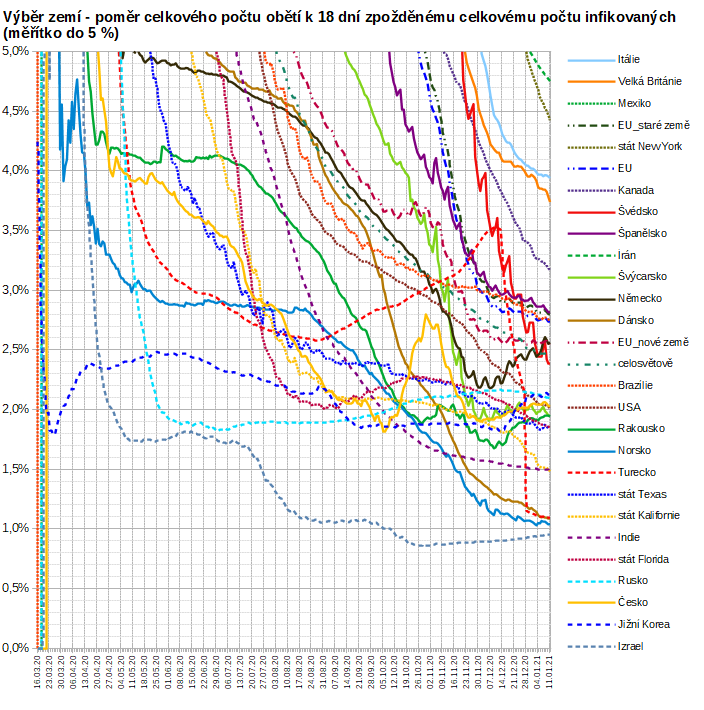 Výběr zemí - poměr celkového počtu obětí k 18 dní zpožděnému celkovému počtu infikovaných
(měřítko do 5 %)
5,0%
4,5%
4,0%
3,5%
3,0%
2,5%
2,0%
1,5%
1,0%
0,5%
0,0%
16.03.20
23.03.20
30.03.20
06.04.20
13.04.20
20.04.20
27.04.20
04.05.20
11.05.20
18.05.20
25.05.20
01.06.20
08.06.20
15.06.20
22.06.20
29.06.20
06.07.20
13.07.20
20.07.20
27.07.20
03.08.20
10.08.20
17.08.20
24.08.20
31.08.20
07.09.20
14.09.20
21.09.20
28.09.20
05.10.20
12.10.20
19.10.20
26.10.20
02.11.20
09.11.20
16.11.20
23.11.20
30.11.20
07.12.20
14.12.20
21.12.20
28.12.20
04.01.21
11.01.21
Itálie
Velká Británie
Mexiko
EU_staré země
stát NewYork
EU
Kanada
Švédsko
Španělsko
Irán
Švýcarsko
Německo
Dánsko
EU_nové země
celosvětově
Brazílie
USA
Rakousko
Norsko
Turecko
stát Texas
stát Kalifornie
Indie
stát Florida
Rusko
Česko
Jižní Korea
Izrael